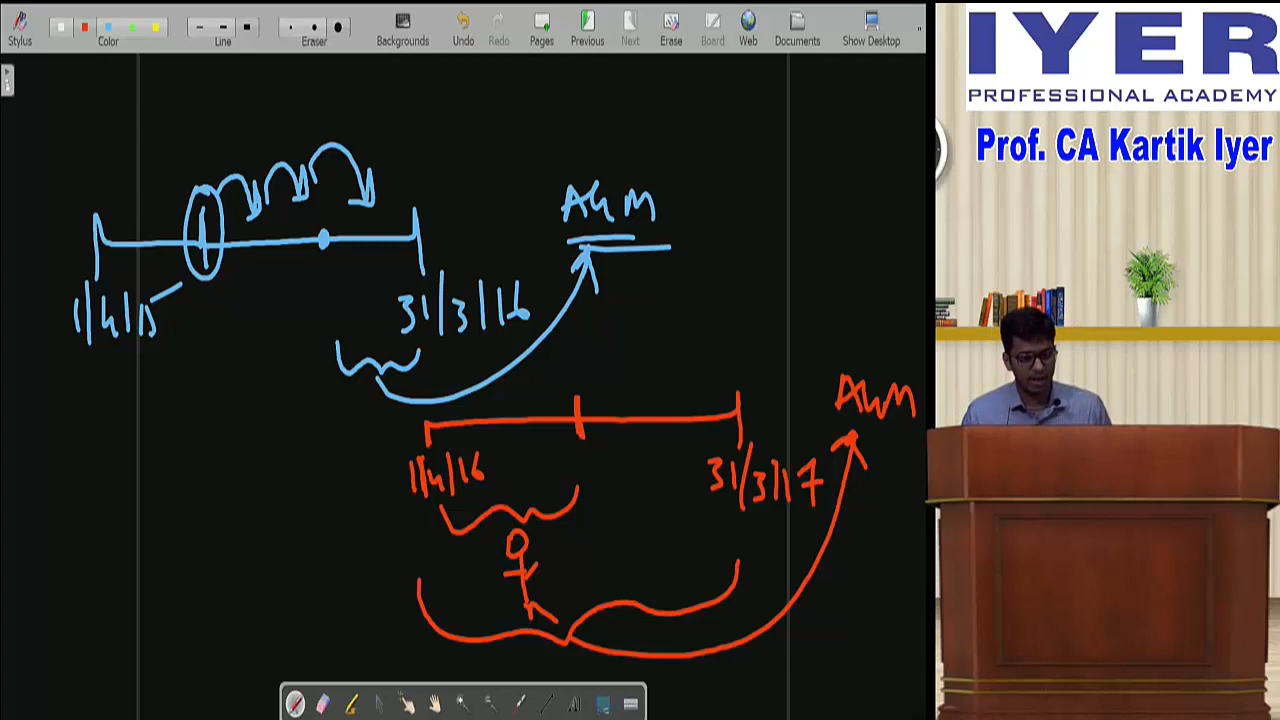 Stylus
Color
Line
Eraser
Backgrounds
Undo
Redo
Pages
Previous
Next
Erase
Board
Web
Documents
Show Desktop
IYER
PROFESSIONAL ACADEMY
Prof. CA Kartik Iyer
AGM
1/4/15
31/3/16
AGM
1/4/16
31/3/17